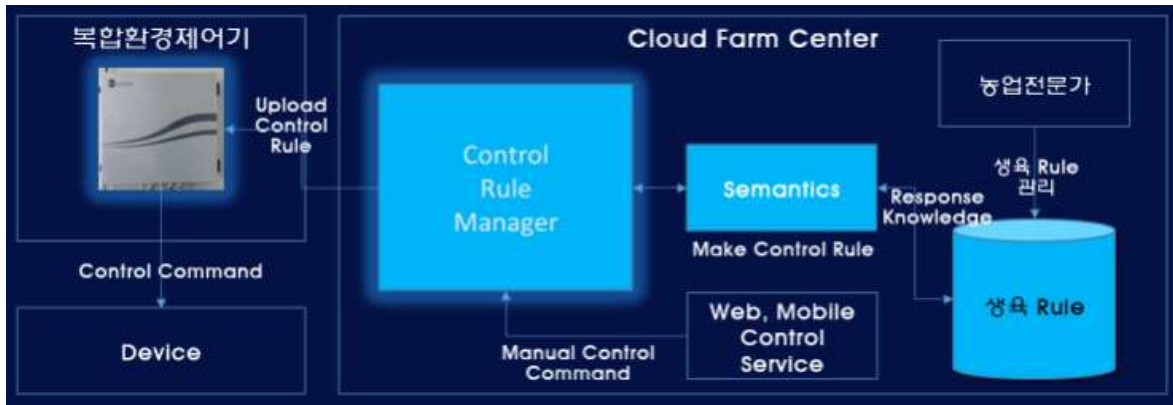 복합환경제어기
Cloud Farm Center
농업전문가
Upload
Control
Rule
Control
Rule
Manager
Semantics
Make Control Rule
Response
Knowledge
생육 Rule
관리
생육 Rule
Control Command
Device
Web, Mobile
Control
Service
Manual Control
Command